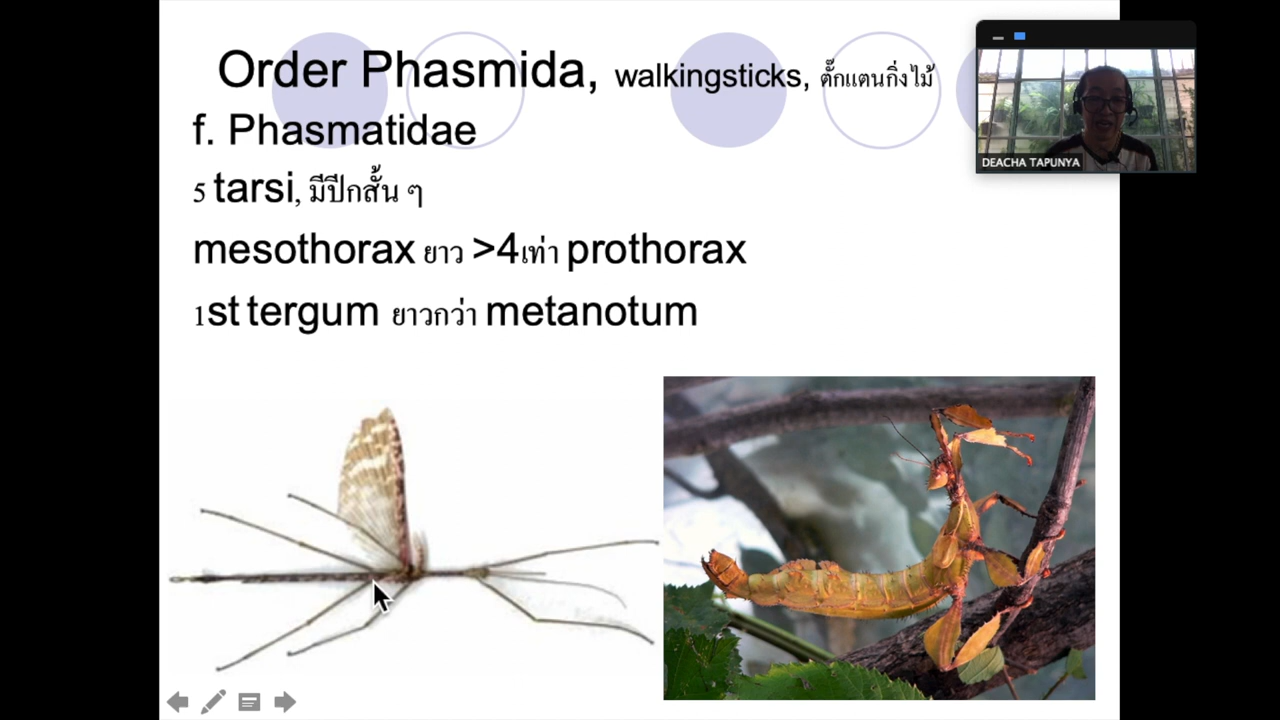 Order Phasmida, walkingsticks, ตั๊กแตนกิ่งไม้
f. Phasmatidae
5 tarsi, มีปีกสั้น ๆ
mesothorax ยาว >4เท่า prothorax
1st tergum ยาวกว่า metanotum
DEACHA TAPUNYA